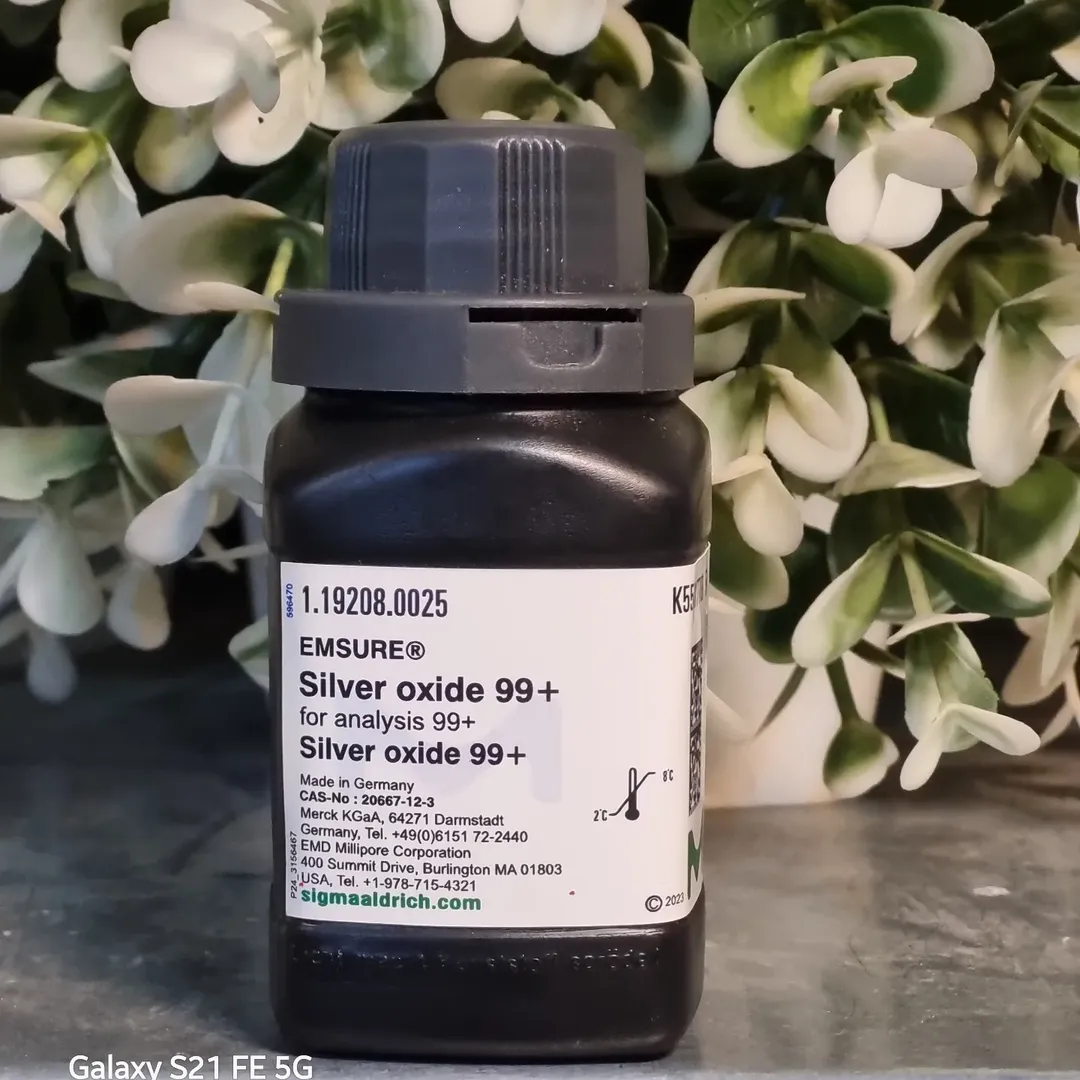 596470
1.19208.0025
EMSURE®
Silver oxide 99+
for analysis 99+
Silver oxide 99+
Made in Germany
CAS-No : 20667-12-3
Merck KGaA, 64271 Darmstadt
Germany, Tel. +49(0)6151 72-2440
EMD Millipore Corporation
400 Summit Drive, Burlington MA 01803
USA, Tel. +1-978-715-4321
sigmaaldrich.com
P24_3156467
8°C
2°C
© 2023
Galaxy S21 FE 5G